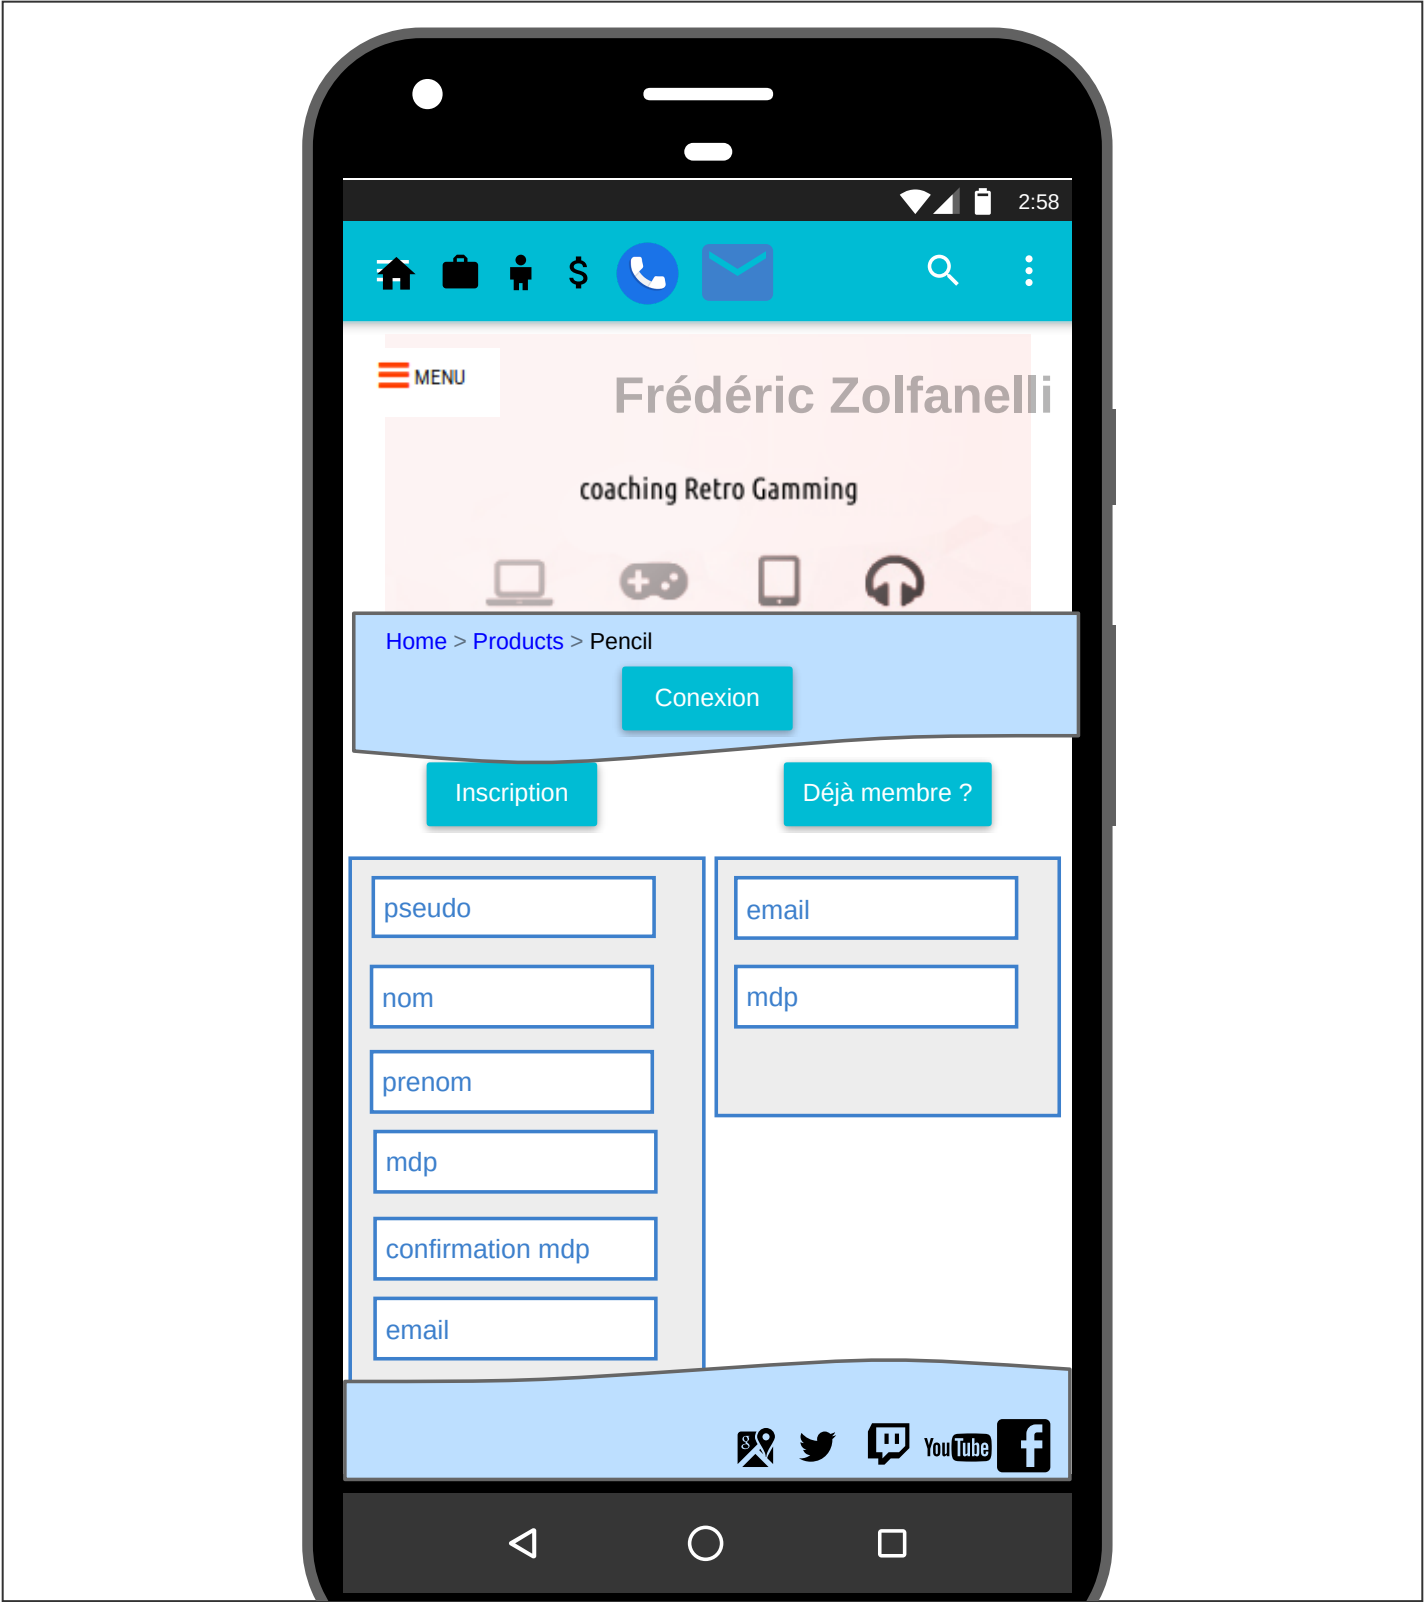 2:58
MENU
Frédéric Zolfanelli
coaching Retro Gamming
Home > Products > Pencil
Conexion
Inscription
Déjà membre ?
pseudo
nom
prenom
mdp
confirmation mdp
email
email
mdp
8
YouTube
f